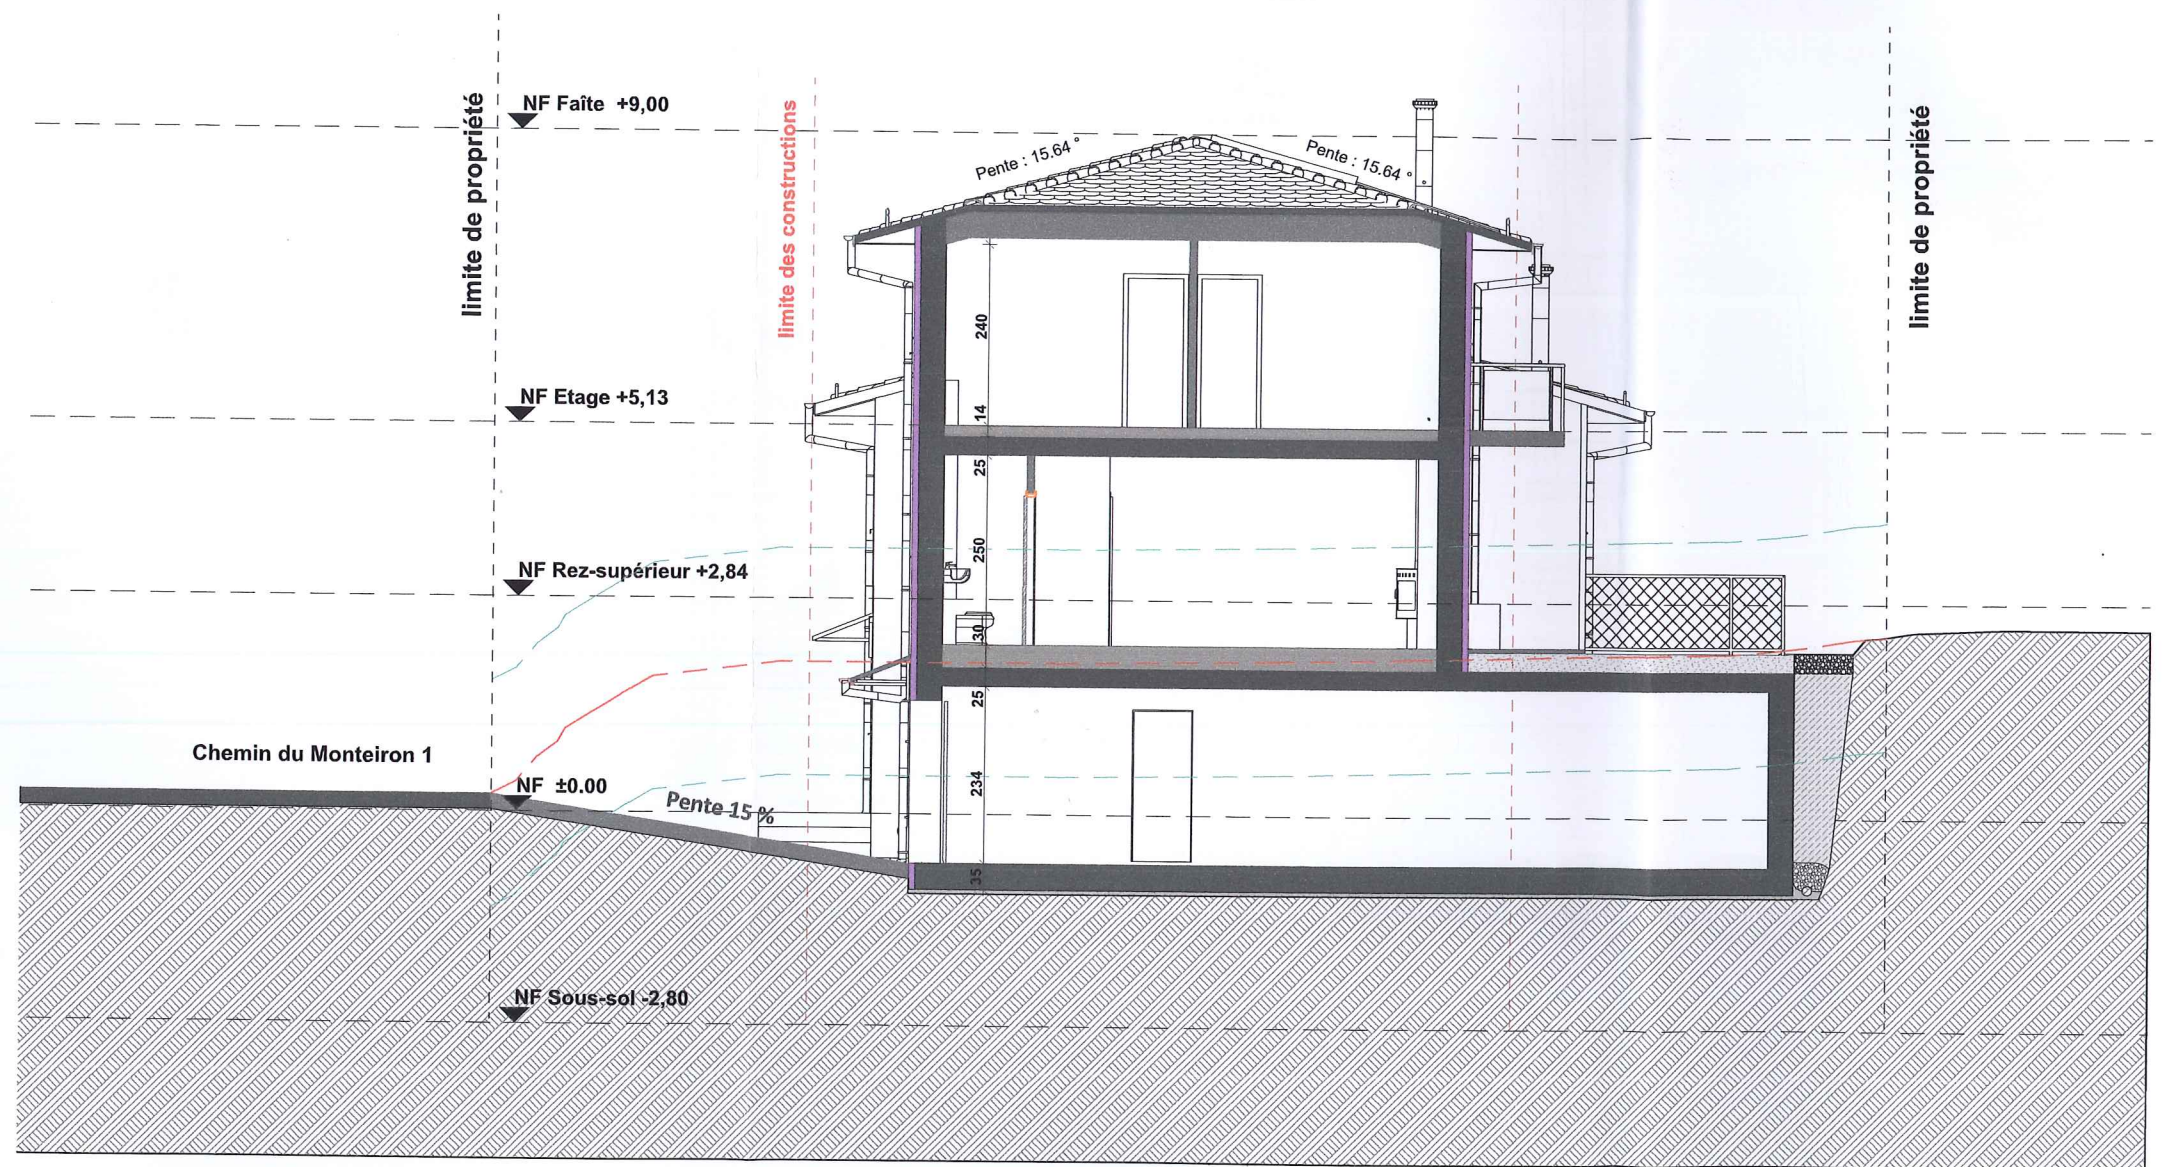 NF Faîte +9,00
limite de propriété
limite des constructions
Pente : 15.64 °
Pente : 15.64 °
limite de propriété
240
NF Etage +5,13
14
25
250
NF Rez-supérieur +2,84
30
25
Chemin du Monteiron 1
NF ±0.00
Pente 15 %
234
35
NF Sous-sol -2,80